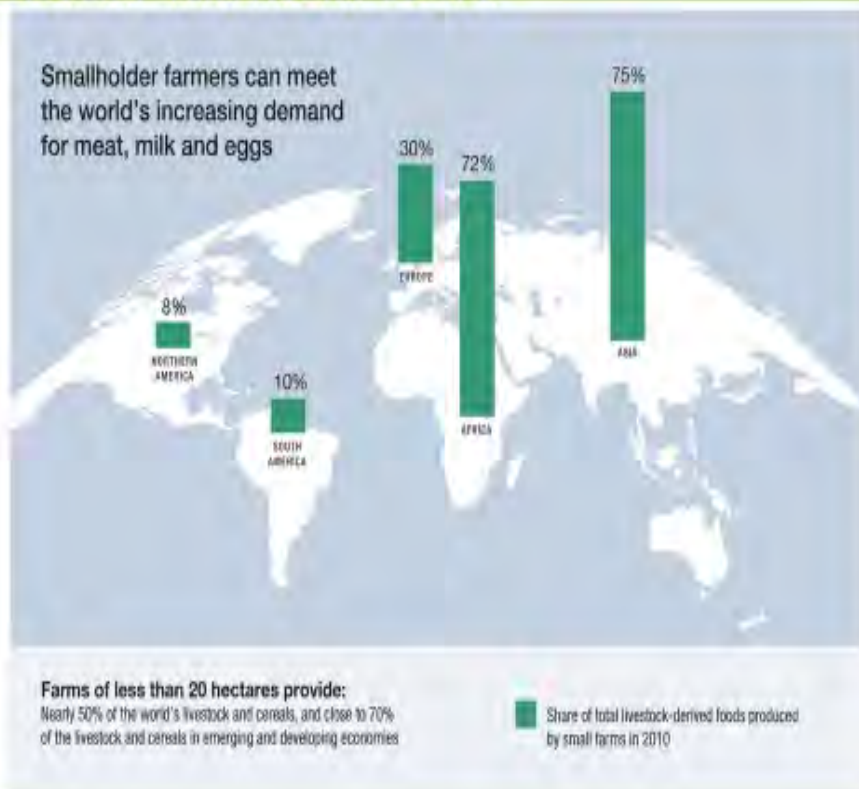 Smallholder farmers can meet
the world's increasing demand
for meat, milk and eggs
75%
30%
72%
EUROPE
8%
NORTHERN
AMERICA
ASIA
10%
AFRICA
SOUTH
AMERICA
Farms of less than 20 hectares provide:
Nearly 50% of the world's livestock and cereals, and close to 70%
of the livestock and cereals in emerging and developing economies
Share of total livestock-derived foods produced
by small farms in 2010